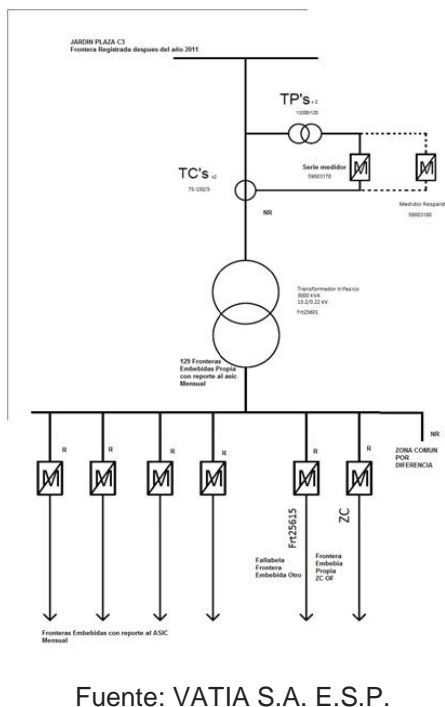 JARDIN PLAZA C3
Frontera Registrada despues del año 2011
TP's x 2
13200/120
M
M
Serie medidor
59003178
Medidor Respaldo
59003180
TC's x2
75-150/5
NR
Transformador trifasico
3000 kVA
13.2/0.22 kV
Frt25601
129 Fronteras
Embebidas Propia
con reporte al asic
Mensual
NR
ZONA COMUN
POR
DIFERENCIA
R
R
R
R
R
R
M
M
M
M
M
M
Frt25615
ZC
Fallabela
Frontera
Embebida Otro
Frontera
Embebia
Propia
ZC OF
Fronteras Embebidas con reporte al ASIC
Mensual
Fuente: VATIA S.A. E.S.P.